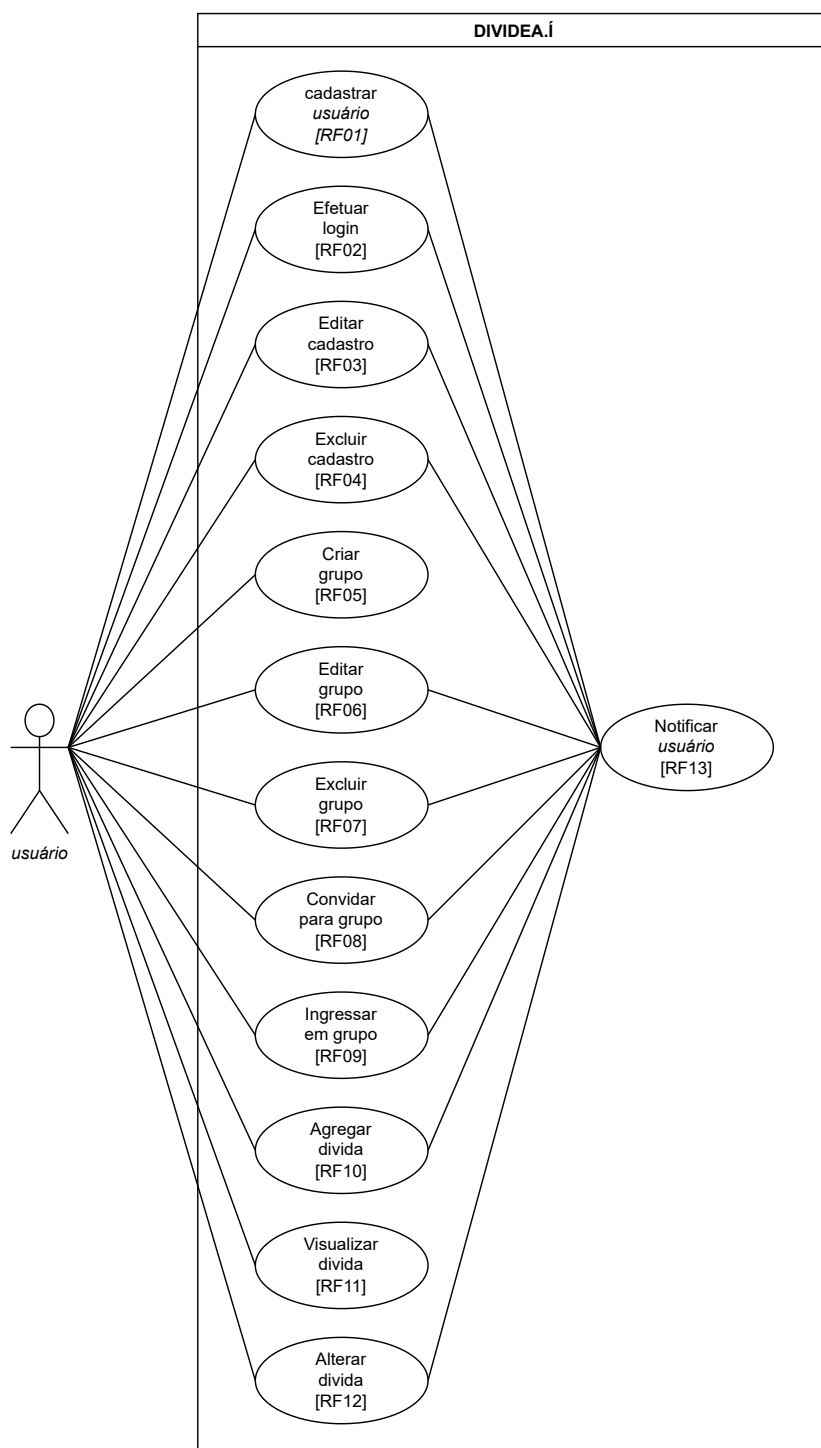 DIVIDEA.Í
cadastrar
usuário
[RF01]
Efetuar
login
[RF02]
Editar
cadastro
[RF03]
Excluir
cadastro
[RF04]
Criar
grupo
[RF05]
Editar
grupo
[RF06]
Excluir
grupo
[RF07]
Notificar
usuário
[RF13]
usuário
Convidar
para grupo
[RF08]
Ingressar
em grupo
[RF09]
Agregar
divida
[RF10]
Visualizar
divida
[RF11]
Alterar
divida
[RF12]